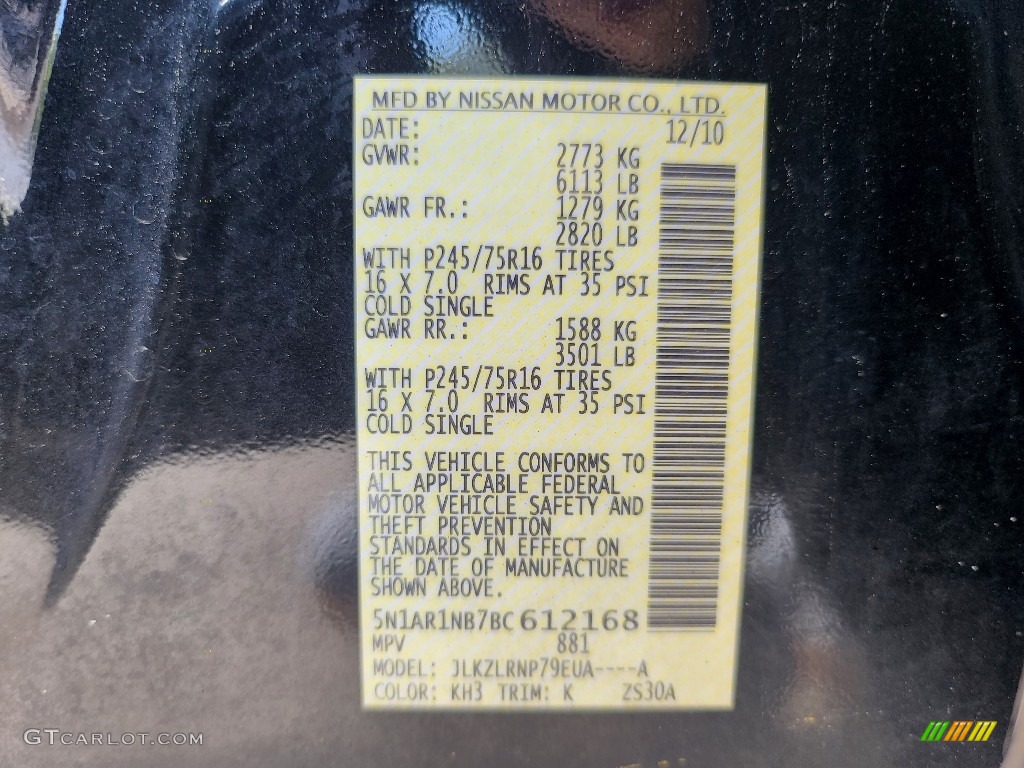 MFD BY NISSAN MOTOR CO., LTD.
DATE: 12/10
GVWR: 2773 KG
6113 LB
GAWR FR.: 1279 KG
2820 LB
WITH P245/75R16 TIRES
16 X 7.0 RIMS AT 35 PSI
COLD SINGLE
GAWR RR.: 1588 KG
3501 LB
WITH P245/75R16 TIRES
16 X 7.0 RIMS AT 35 PSI
COLD SINGLE
THIS VEHICLE CONFORMS TO
ALL APPLICABLE FEDERAL
MOTOR VEHICLE SAFETY AND
THEFT PREVENTION
STANDARDS IN EFFECT ON
THE DATE OF MANUFACTURE
SHOWN ABOVE.
5N1AR1NB7BC612168
MPV 881
MODEL: JLKZLRNP79EUA----A
COLOR: KH3 TRIM: K ZS30A
GTCARLOT.COM